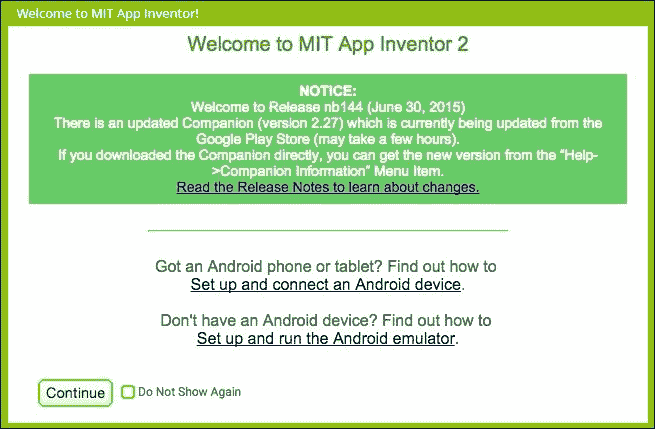 Welcome to MIT App Inventor!
Welcome to MIT App Inventor 2
NOTICE:
Welcome to Release nb144 (June 30, 2015)
There is an updated Companion (version 2.27) which is currently being updated from the
Google Play Store (may take a few hours).
If you downloaded the Companion directly, you can get the new version from the “Help-
>Companion Information” Menu Item.
Read the Release Notes to learn about changes.
Got an Android phone or tablet? Find out how to
Set up and connect an Android device.
Don't have an Android device? Find out how to
Set up and run the Android emulator.
Continue Do Not Show Again